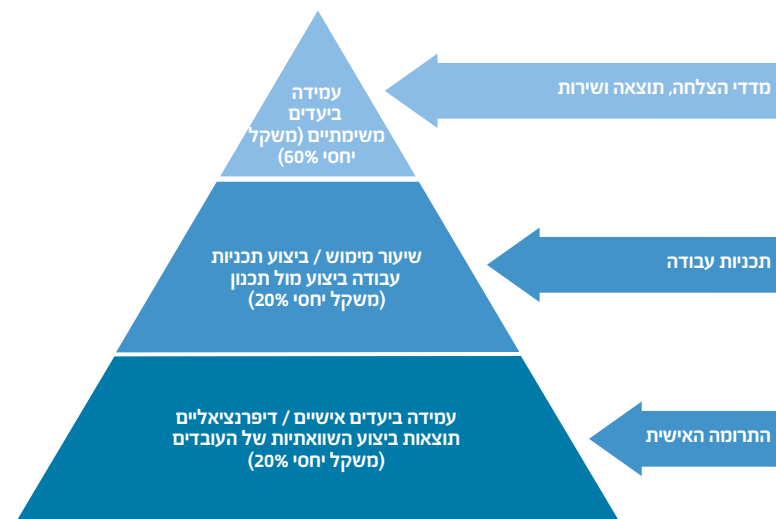 עמידה
ביעדים
משימתיים (משקל
יחסי 60%)
מדדי הצלחה, תוצאה ושירות
שיעור מימוש / ביצוע תכניות
עבודה ביצוע מול תכנון
(משקל יחסי 20%)
תכניות עבודה
עמידה ביעדים אישיים / דיפרנציאליים
תוצאות ביצוע השוואתיות של העובדים
(משקל יחסי 20%)
התרומה האישית